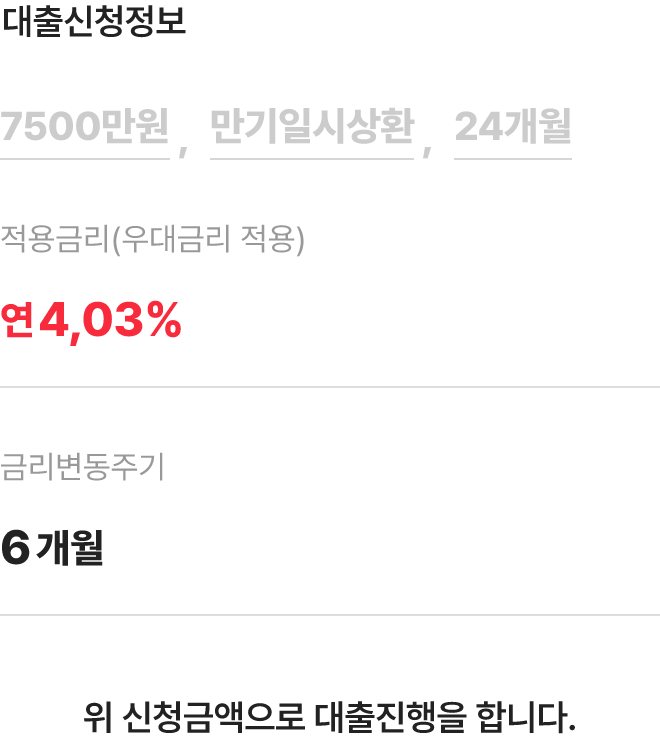 대출신청정보
7500만원 , 만기일시상환 , 24개월
적용금리(우대금리 적용)
연4,03%
금리변동주기
6개월
위 신청금액으로 대출진행을 합니다.